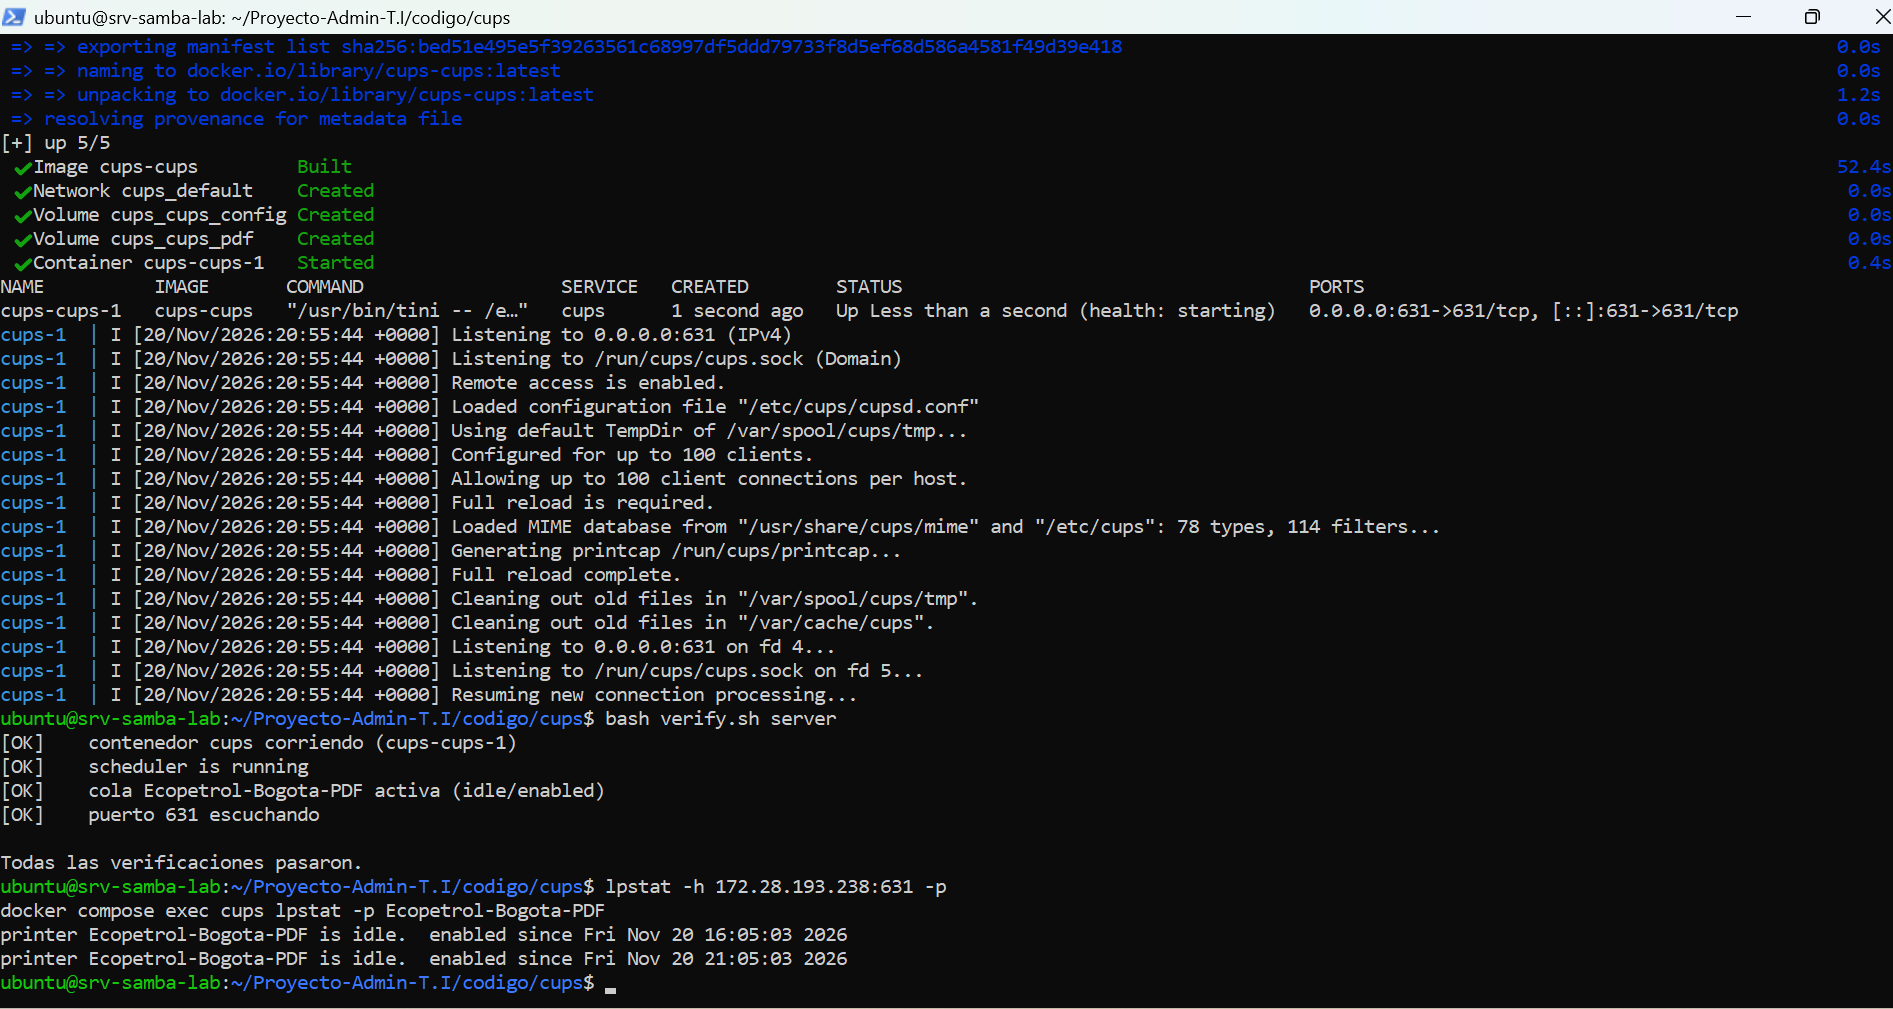 ubuntu@srv-samba-lab: ~/Proyecto-Admin-T.I/codigo/cups
=> => exporting manifest list sha256:bed51e495e5f39263561c68997df5ddd79733f8d5ef68d586a4581f49d39e418 0.0s
=> => naming to docker.io/library/cups-cups:latest 0.0s
=> => unpacking to docker.io/library/cups-cups:latest 1.2s
=> resolving provenance for metadata file 0.0s
[+] up 5/5
✔Image cups-cups Built 52.4s
✔Network cups_default Created 0.0s
✔Volume cups_cups_config Created 0.0s
✔Volume cups_cups_pdf Created 0.0s
✔Container cups-cups-1 Started 0.4s
NAME IMAGE COMMAND SERVICE CREATED STATUS PORTS
cups-cups-1 cups-cups "/usr/bin/tini -- /e…" cups 1 second ago Up Less than a second (health: starting) 0.0.0.0:631->631/tcp, [::]:631->631/tcp
cups-1 | I [20/Nov/2026:20:55:44 +0000] Listening to 0.0.0.0:631 (IPv4)
cups-1 | I [20/Nov/2026:20:55:44 +0000] Listening to /run/cups/cups.sock (Domain)
cups-1 | I [20/Nov/2026:20:55:44 +0000] Remote access is enabled.
cups-1 | I [20/Nov/2026:20:55:44 +0000] Loaded configuration file "/etc/cups/cupsd.conf"
cups-1 | I [20/Nov/2026:20:55:44 +0000] Using default TempDir of /var/spool/cups/tmp...
cups-1 | I [20/Nov/2026:20:55:44 +0000] Configured for up to 100 clients.
cups-1 | I [20/Nov/2026:20:55:44 +0000] Allowing up to 100 client connections per host.
cups-1 | I [20/Nov/2026:20:55:44 +0000] Full reload is required.
cups-1 | I [20/Nov/2026:20:55:44 +0000] Loaded MIME database from "/usr/share/cups/mime" and "/etc/cups": 78 types, 114 filters...
cups-1 | I [20/Nov/2026:20:55:44 +0000] Generating printcap /run/cups/printcap...
cups-1 | I [20/Nov/2026:20:55:44 +0000] Full reload complete.
cups-1 | I [20/Nov/2026:20:55:44 +0000] Cleaning out old files in "/var/spool/cups/tmp".
cups-1 | I [20/Nov/2026:20:55:44 +0000] Cleaning out old files in "/var/cache/cups".
cups-1 | I [20/Nov/2026:20:55:44 +0000] Listening to 0.0.0.0:631 on fd 4...
cups-1 | I [20/Nov/2026:20:55:44 +0000] Listening to /run/cups/cups.sock on fd 5...
cups-1 | I [20/Nov/2026:20:55:44 +0000] Resuming new connection processing...
ubuntu@srv-samba-lab:~/Proyecto-Admin-T.I/codigo/cups$ bash verify.sh server
[OK] contenedor cups corriendo (cups-cups-1)
[OK] scheduler is running
[OK] cola Ecopetrol-Bogota-PDF activa (idle/enabled)
[OK] puerto 631 escuchando
Todas las verificaciones pasaron.
ubuntu@srv-samba-lab:~/Proyecto-Admin-T.I/codigo/cups$ lpstat -h 172.28.193.238:631 -p
docker compose exec cups lpstat -p Ecopetrol-Bogota-PDF
printer Ecopetrol-Bogota-PDF is idle.  enabled since Fri Nov 20 16:05:03 2026
printer Ecopetrol-Bogota-PDF is idle.  enabled since Fri Nov 20 21:05:03 2026
ubuntu@srv-samba-lab:~/Proyecto-Admin-T.I/codigo/cups$